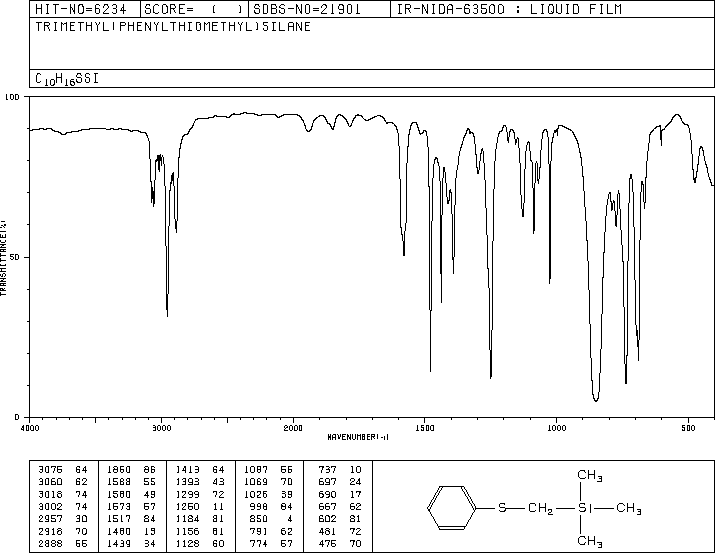 HIT-NO=6234 SCORE= ( ) SDBS-NO=21901 IR-NIDA-63500 : LIQUID FILM
TRIMETHYL(PHENYLTHIOMETHYL)SILANE
C10H16SSI
100
50
0
TRANSMITTANCE(%)
4000 3000 2000 1500 1000 500
WAVENUMBER(-1)
3075 64 1860 86 1413 64 1087 55 737 10
3060 62 1588 55 1393 43 1069 70 697 24
3018 74 1580 49 1299 72 1026 39 690 17
3002 74 1573 57 1250 11 998 84 667 62
2957 30 1517 84 1184 81 850 4 602 81
2918 70 1480 13 1156 81 791 62 481 72
2888 55 1439 34 1128 60 774 57 475 70
CH3
S CH2 Si CH3
CH3